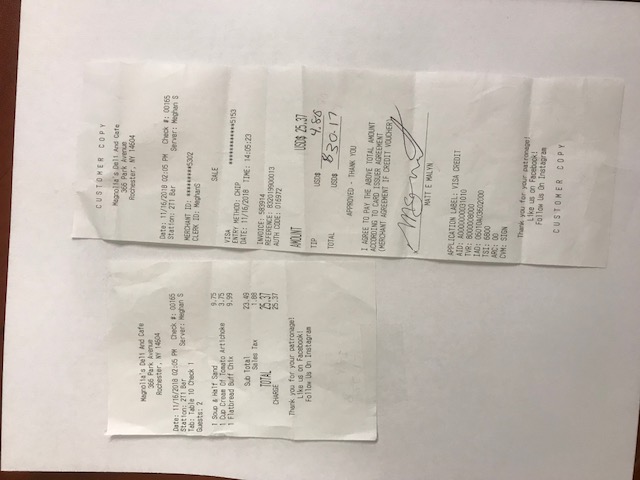 Magnolia's Deli And Cafe
366 Park Avenue
Rochester, NY 14604
Date: 11/16/2018 02:05 PM Check #: 00165
Station: 2T1 Bar Server: Meghan S
Tab: Table 10 Check 1
Guests: 2
1 Soup & Half Sand 9.75
1 Cup Cream Of Tomato Artichoke 3.75
1 Flatbread Buff Chix 9.99
Sub Total 23.49
Sales Tax 1.88
TOTAL 25.37
CHARGE 25.37
Thank you for your patronage!
Like us on Facebook!
Follow Us On Instagram
CUSTOMER COPY
Magnolia's Deli And Cafe
366 Park Avenue
Rochester, NY 14604
Date: 11/16/2018 02:05 PM Check #: 00165
Station: 2T1 Bar Server: Meghan S
MERCHANT ID: *********5302
CLERK ID: MeghanS
SALE
VISA ************5153
ENTRY METHOD: CHIP
DATE: 11/16/2018 TIME: 14:05:23
INVOICE: 583914
REFERENCE: 832019900013
AUTH CODE: 016972
AMOUNT USD$ 25.37
TIP USD$ 4.80
TOTAL USD$ $30.17
APPROVED - THANK YOU
I AGREE TO PAY THE ABOVE TOTAL AMOUNT
ACCORDING TO CARD ISSUER AGREEMENT
(MERCHANT AGREEMENT IF CREDIT VOUCHER)
MATT E MALYN
APPLICATION LABEL: VISA CREDIT
AID: A0000000031010
TVR: 8000008000
IAD: 06010A03602000
TSI: 6800
ARC: 00
CVM: SIGN
Thank you for your patronage!
Like us on Facebook!
Follow Us On Instagram
CUSTOMER COPY